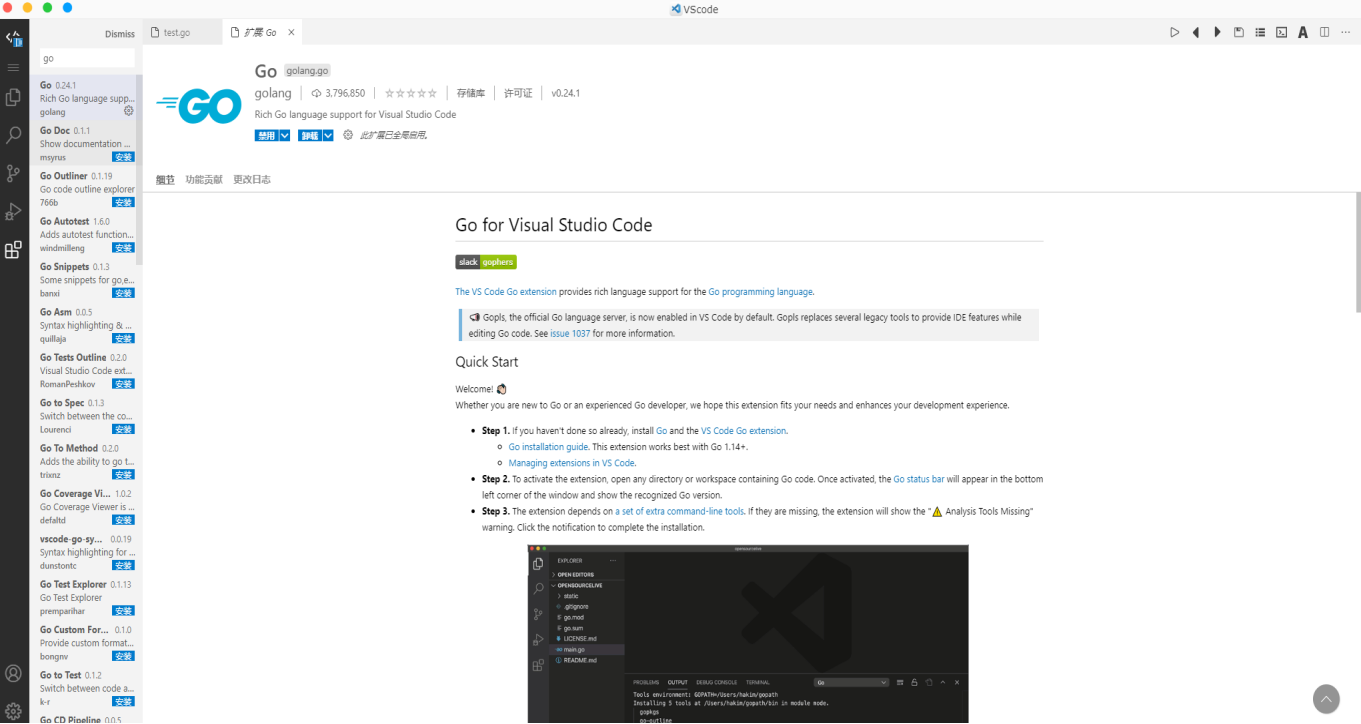 VScode
Dismiss
test.go
扩展: Go
go
Go 0.24.1
Rich Go language supp...
golang
Go Doc 0.1.1
Show documentation ...
msyrus 安装
Go Outliner 0.1.19
Go code outline explorer
766b 安装
Go Autotest 1.6.0
Adds autotest function...
windmilleng 安装
Go Snippets 0.1.3
Some snippets for go,e...
banxi 安装
Go Asm 0.0.5
Syntax highlighting & ...
quillaja 安装
Go Tests Outline 0.2.0
Visual Studio Code ext...
RomanPeshkov 安装
Go to Spec 0.1.3
Switch between the co...
Lourenci 安装
Go To Method 0.2.0
Adds the ability to go t...
trixnz 安装
Go Coverage Vi... 1.0.2
Go Coverage Viewer is ...
defaltd 安装
vscode-go-sy... 0.0.19
Syntax highlighting for ...
dunstontc 安装
Go Test Explorer 0.1.13
Go Test Explorer
premparihar 安装
Go Custom For... 0.1.0
Provide custom format...
bongnv 安装
Go to Test 0.1.2
Switch between code a...
k-r 安装
Go CD Pipeline 0.0.5
GO
Go golang.go
golang 3.796.850 存储库 许可证 v0.24.1
Rich Go language support for Visual Studio Code
禁用 卸载 此扩展已全局启用。
细节 功能贡献 更改日志
Go for Visual Studio Code
slack gophers
The VS Code Go extension provides rich language support for the Go programming language.
Gopls, the official Go language server, is now enabled in VS Code by default. Gopls replaces several legacy tools to provide IDE features while
editing Go code. See issue 1037 for more information.
Quick Start
Welcome!
Whether you are new to Go or an experienced Go developer, we hope this extension fits your needs and enhances your development experience.
Step 1. If you haven't done so already, install Go and the VS Code Go extension.
Go installation guide. This extension works best with Go 1.14+.
Managing extensions in VS Code.
Step 2. To activate the extension, open any directory or workspace containing Go code. Once activated, the Go status bar will appear in the bottom
left corner of the window and show the recognized Go version.
Step 3. The extension depends on a set of extra command-line tools. If they are missing, the extension will show the "⚠ Analysis Tools Missing"
warning. Click the notification to complete the installation.
opensourcelive
EXPLORER
OPEN EDITORS
OPENSOURCELIVE
static
.gitignore
go.mod
go.sum
LICENSE.md
main.go
README.md
PROBLEMS OUTPUT DEBUG CONSOLE TERMINAL Go
Tools environment: GOPATH=/Users/hakim/gopath
Installing 5 tools at /Users/hakim/gopath/bin in module mode.
gopkgs
go-outline